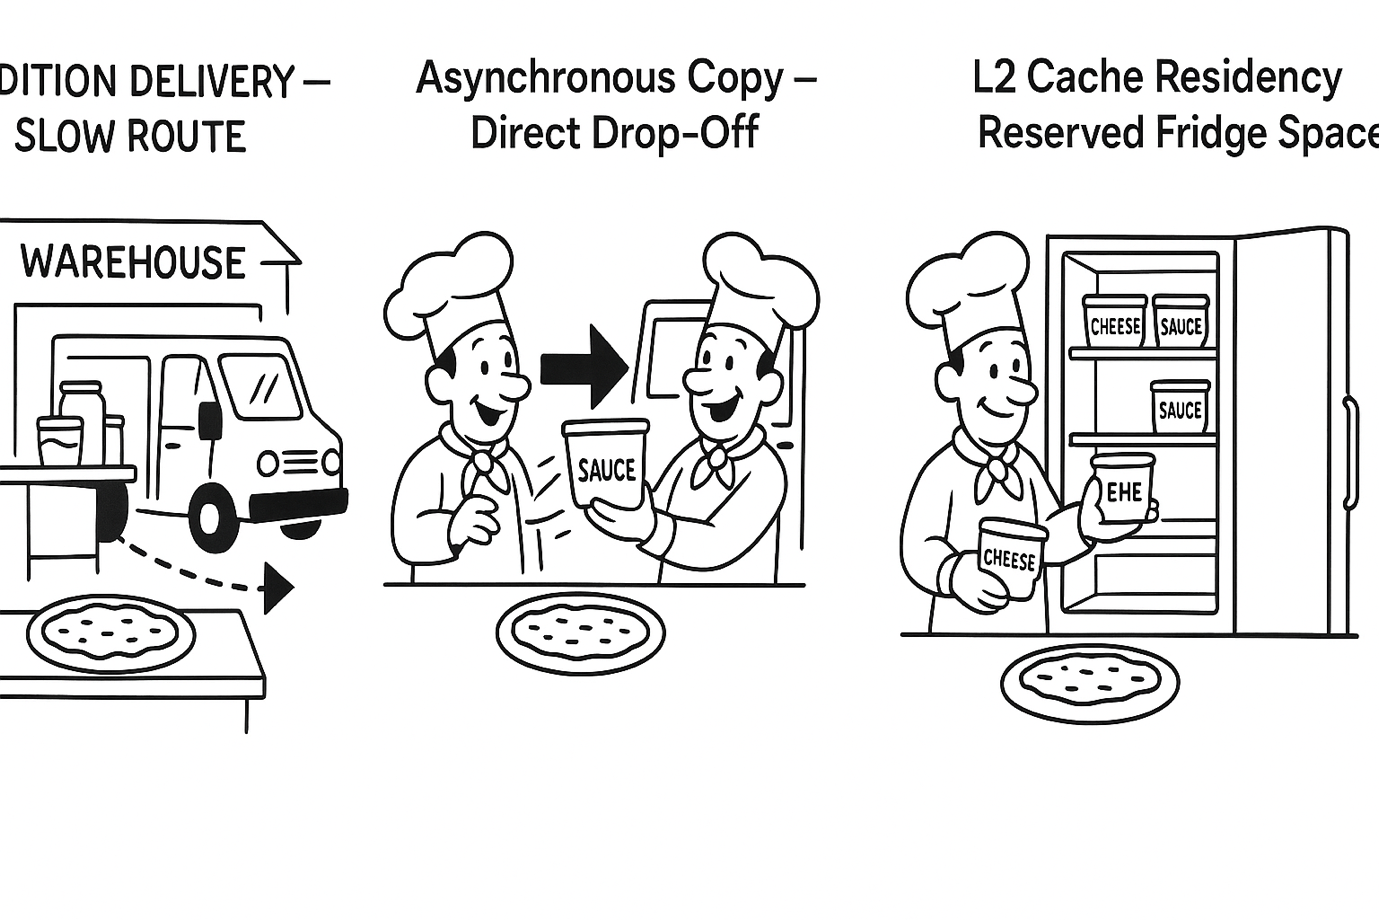 DITION DELIVERY –
SLOW ROUTE
WAREHOUSE
Asynchronous Copy –
Direct Drop-Off
SAUCE
L2 Cache Residency
Reserved Fridge Space
CHEESE
SAUCE
SAUCE
EHE
CHEESE